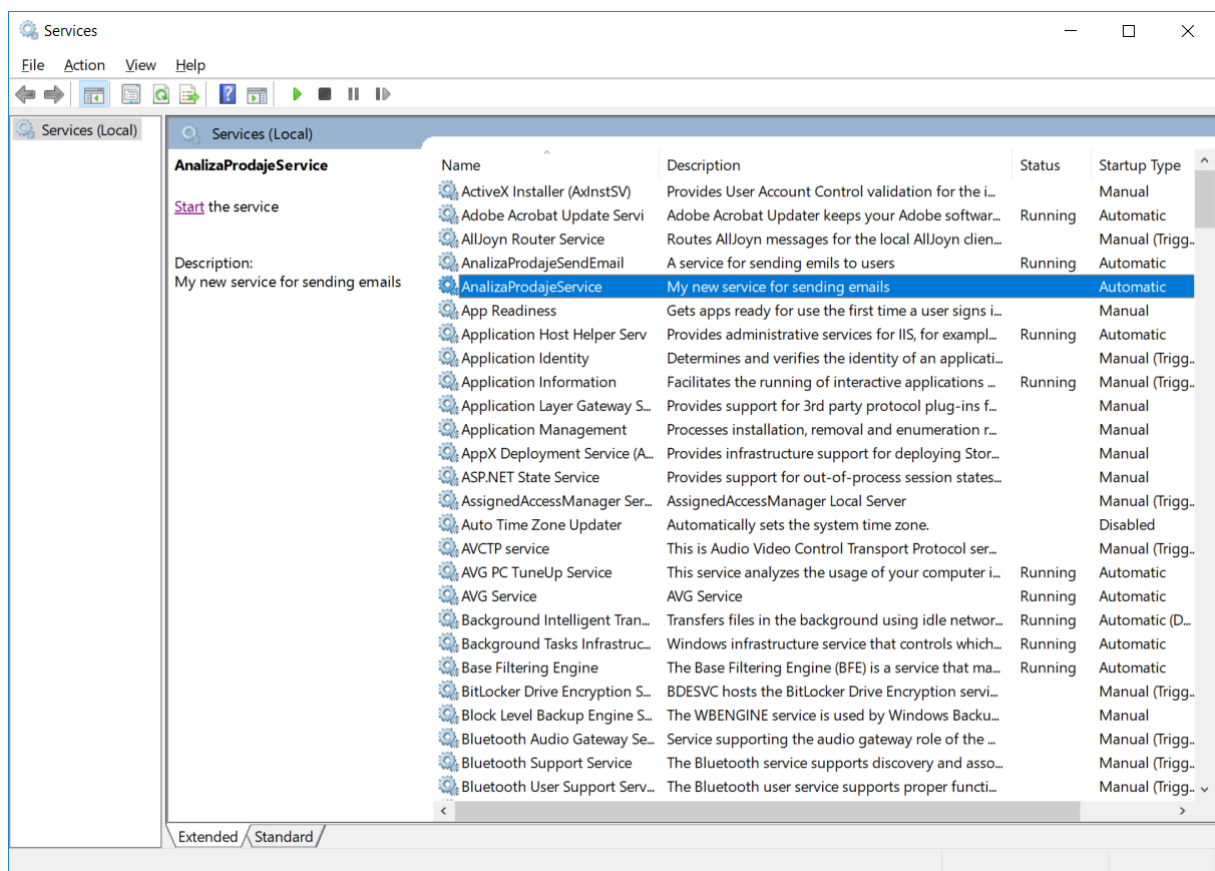 Services
File Action View Help
Services (Local)
Services (Local)
AnalizaProdajeService
Start the service
Description:
My new service for sending emails
Name Description Status Startup Type
ActiveX Installer (AxInstSV) Provides User Account Control validation for the i... Manual
Adobe Acrobat Update Servi Adobe Acrobat Updater keeps your Adobe softwar... Running Automatic
AllJoyn Router Service Routes AllJoyn messages for the local AllJoyn clien... Manual (Trigg...
AnalizaProdajeSendEmail A service for sending emils to users Running Automatic
AnalizaProdajeService My new service for sending emails Automatic
App Readiness Gets apps ready for use the first time a user signs i... Manual
Application Host Helper Serv Provides administrative services for IIS, for exampl... Running Automatic
Application Identity Determines and verifies the identity of an applicati... Manual (Trigg...
Application Information Facilitates the running of interactive applications ... Running Manual (Trigg...
Application Layer Gateway S... Provides support for 3rd party protocol plug-ins f... Manual
Application Management Processes installation, removal and enumeration r... Manual
AppX Deployment Service (A... Provides infrastructure support for deploying Stor... Manual
ASP.NET State Service Provides support for out-of-process session states... Manual
AssignedAccessManager Ser... AssignedAccessManager Local Server Manual (Trigg...
Auto Time Zone Updater Automatically sets the system time zone. Disabled
AVCTP service This is Audio Video Control Transport Protocol ser... Manual (Trigg...
AVG PC TuneUp Service This service analyzes the usage of your computer i... Running Automatic
AVG Service AVG Service Running Automatic
Background Intelligent Tran... Transfers files in the background using idle networ... Running Automatic (D...
Background Tasks Infrastruc... Windows infrastructure service that controls which... Running Automatic
Base Filtering Engine The Base Filtering Engine (BFE) is a service that ma... Running Automatic
BitLocker Drive Encryption S... BDESVC hosts the BitLocker Drive Encryption servi... Manual (Trigg...
Block Level Backup Engine S... The WBENGINE service is used by Windows Backu... Manual
Bluetooth Audio Gateway Se... Service supporting the audio gateway role of the ... Manual (Trigg...
Bluetooth Support Service The Bluetooth service supports discovery and asso... Manual (Trigg...
Bluetooth User Support Serv... The Bluetooth user service supports proper functi... Manual (Trigg...
Extended Standard